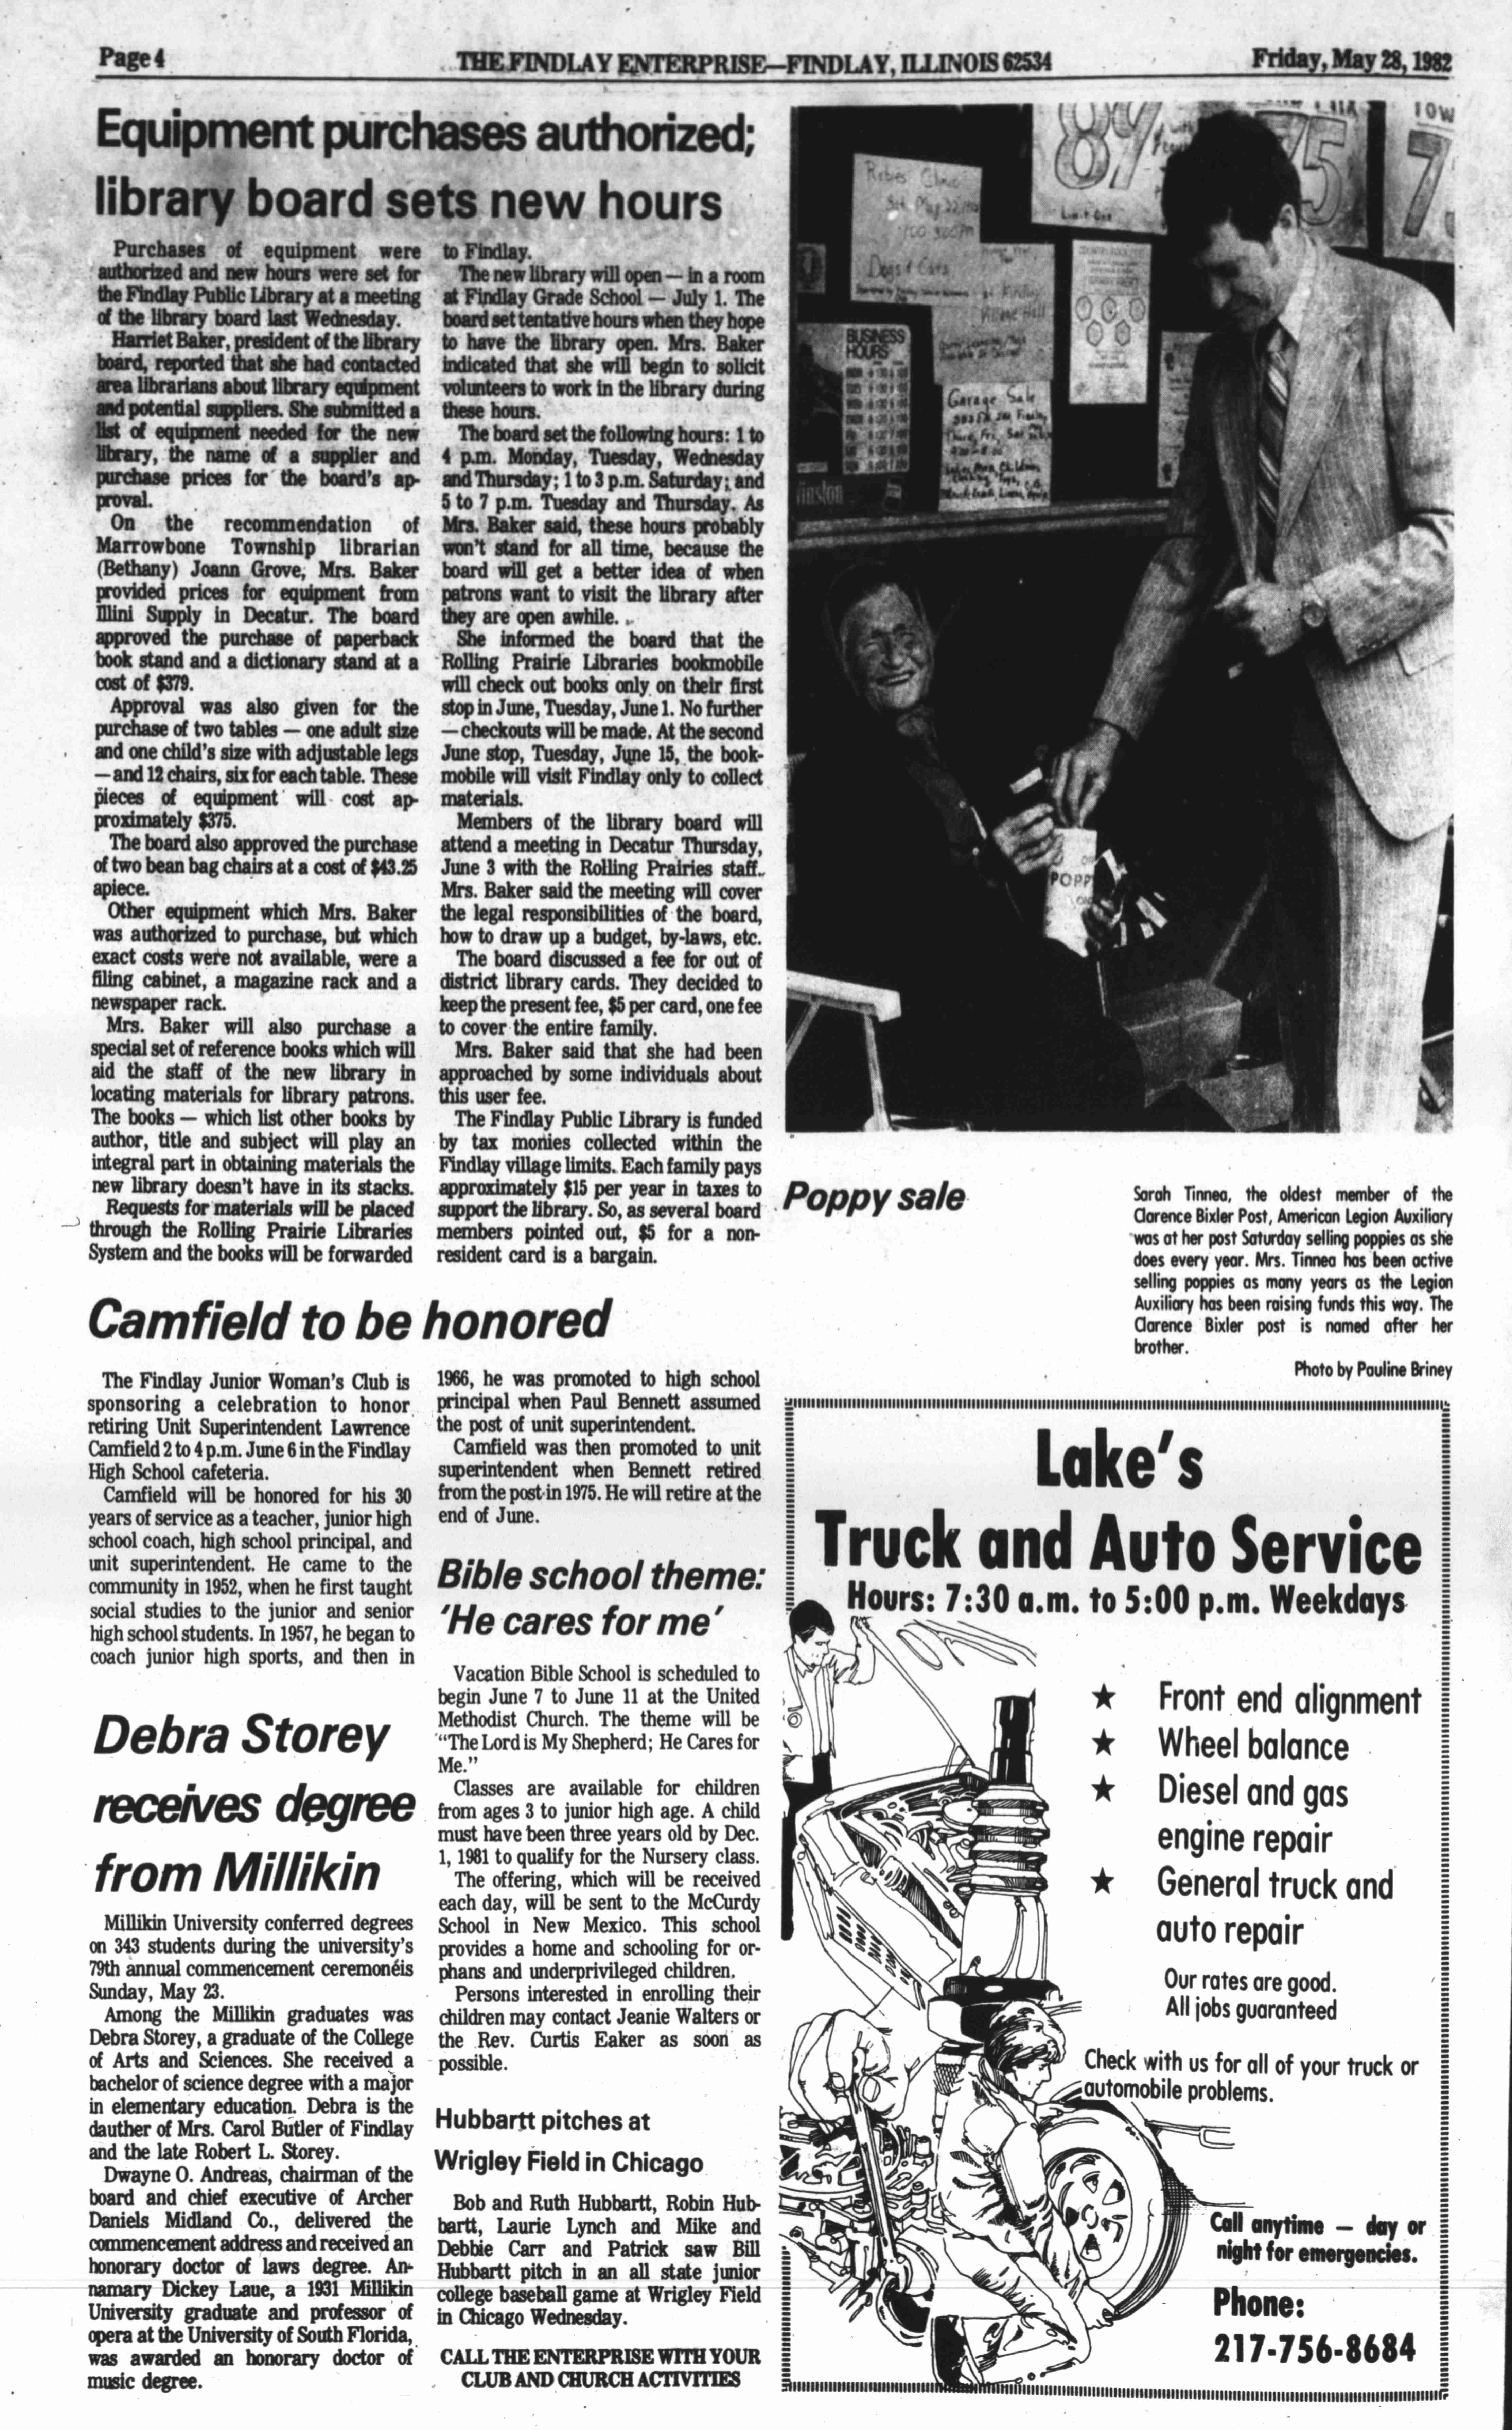 Page 4
THE FINDLAY ENTERPRISE—FINDLAY, ILLINOIS 62534
Friday, May 28, 1982
Equipment purchases authorized;
library board sets new hours
Purchases of equipment were
authorized and new hours were set for
the Findlay Public Library at a meeting
of the library board last Wednesday.
Harriet Baker, president of the library
board, reported that she had contacted
area librarians about library equipment
and potential suppliers. She submitted a
list of equipment needed for the new
library, the name of a supplier and
purchase prices for the board's ap-
proval.
On the recommendation of
Marrowbone Township librarian
(Bethany) Joann Grove, Mrs. Baker
provided prices for equipment from
Illini Supply in Decatur. The board
approved the purchase of paperback
book stand and a dictionary stand at a
cost of $379.
Approval was also given for the
purchase of two tables — one adult size
and one child's size with adjustable legs
— and 12 chairs, six for each table. These
pieces of equipment will cost ap-
proximately $375.
The board also approved the purchase
of two bean bag chairs at a cost of $43.25
apiece.
Other equipment which Mrs. Baker
was authorized to purchase, but which
exact costs were not available, were a
filing cabinet, a magazine rack and a
newspaper rack.
Mrs. Baker will also purchase a
special set of reference books which will
aid the staff of the new library in
locating materials for library patrons.
The books — which list other books by
author, title and subject will play an
integral part in obtaining materials the
new library doesn't have in its stacks.
Requests for materials will be placed
through the Rolling Prairie Libraries
System and the books will be forwarded
to Findlay.
The new library will open — in a room
at Findlay Grade School — July 1. The
board set tentative hours when they hope
to have the library open. Mrs. Baker
indicated that she will begin to solicit
volunteers to work in the library during
these hours.
The board set the following hours: 1 to
4 p.m. Monday, Tuesday, Wednesday
and Thursday; 1 to 3 p.m. Saturday; and
5 to 7 p.m. Tuesday and Thursday. As
Mrs. Baker said, these hours probably
won't stand for all time, because the
board will get a better idea of when
patrons want to visit the library after
they are open awhile.
She informed the board that the
Rolling Prairie Libraries bookmobile
will check out books only on their first
stop in June, Tuesday, June 1. No further
—checkouts will be made. At the second
June stop, Tuesday, June 15, the book-
mobile will visit Findlay only to collect
materials.
Members of the library board will
attend a meeting in Decatur Thursday,
June 3 with the Rolling Prairies staff.
Mrs. Baker said the meeting will cover
the legal responsibilities of the board,
how to draw up a budget, by-laws, etc.
The board discussed a fee for out of
district library cards. They decided to
keep the present fee, $5 per card, one fee
to cover the entire family.
Mrs. Baker said that she had been
approached by some individuals about
this user fee.
The Findlay Public Library is funded
by tax monies collected within the
Findlay village limits. Each family pays
approximately $15 per year in taxes to
support the library. So, as several board
members pointed out, $5 for a non-
resident card is a bargain.
89
75
Rabies Clinic
Sat. May 22
Dogs & Cats
BUSINESS
HOURS
Garage Sale
Winston
POPPY
Poppy sale
Sarah Tinnea, the oldest member of the
Clarence Bixler Post, American Legion Auxiliary
was at her post Saturday selling poppies as she
does every year. Mrs. Tinnea has been active
selling poppies as many years as the Legion
Auxiliary has been raising funds this way. The
Clarence Bixler post is named after her
brother.
Photo by Pauline Briney
Camfield to be honored
The Findlay Junior Woman's Club is
sponsoring a celebration to honor
retiring Unit Superintendent Lawrence
Camfield 2 to 4 p.m. June 6 in the Findlay
High School cafeteria.
Camfield will be honored for his 30
years of service as a teacher, junior high
school coach, high school principal, and
unit superintendent. He came to the
community in 1952, when he first taught
social studies to the junior and senior
high school students. In 1957, he began to
coach junior high sports, and then in
1966, he was promoted to high school
principal when Paul Bennett assumed
the post of unit superintendent.
Camfield was then promoted to unit
superintendent when Bennett retired
from the post in 1975. He will retire at the
end of June.
Debra Storey
receives degree
from Millikin
Millikin University conferred degrees
on 343 students during the university's
79th annual commencement ceremonéis
Sunday, May 23.
Among the Millikin graduates was
Debra Storey, a graduate of the College
of Arts and Sciences. She received a
bachelor of science degree with a major
in elementary education. Debra is the
dauther of Mrs. Carol Butler of Findlay
and the late Robert L. Storey.
Dwayne O. Andreas, chairman of the
board and chief executive of Archer
Daniels Midland Co., delivered the
commencement address and received an
honorary doctor of laws degree. An-
namary Dickey Laue, a 1931 Millikin
University graduate and professor of
opera at the University of South Florida,
was awarded an honorary doctor of
music degree.
Bible school theme:
'He cares for me'
Vacation Bible School is scheduled to
begin June 7 to June 11 at the United
Methodist Church. The theme will be
"The Lord is My Shepherd; He Cares for
Me."
Classes are available for children
from ages 3 to junior high age. A child
must have been three years old by Dec.
1, 1981 to qualify for the Nursery class.
The offering, which will be received
each day, will be sent to the McCurdy
School in New Mexico. This school
provides a home and schooling for or-
phans and underprivileged children.
Persons interested in enrolling their
children may contact Jeanie Walters or
the Rev. Curtis Eaker as soon as
possible.
Hubbartt pitches at
Wrigley Field in Chicago
Bob and Ruth Hubbartt, Robin Hub-
bartt, Laurie Lynch and Mike and
Debbie Carr and Patrick saw Bill
Hubbartt pitch in an all state junior
college baseball game at Wrigley Field
in Chicago Wednesday.
CALL THE ENTERPRISE WITH YOUR
CLUB AND CHURCH ACTIVITIES
Lake's
Truck and Auto Service
Hours: 7:30 a.m. to 5:00 p.m. Weekdays
★ Front end alignment
★ Wheel balance
★ Diesel and gas
engine repair
★ General truck and
auto repair
Our rates are good.
All jobs guaranteed
Check with us for all of your truck or
automobile problems.
Call anytime — day or
night for emergencies.
Phone:
217-756-8684